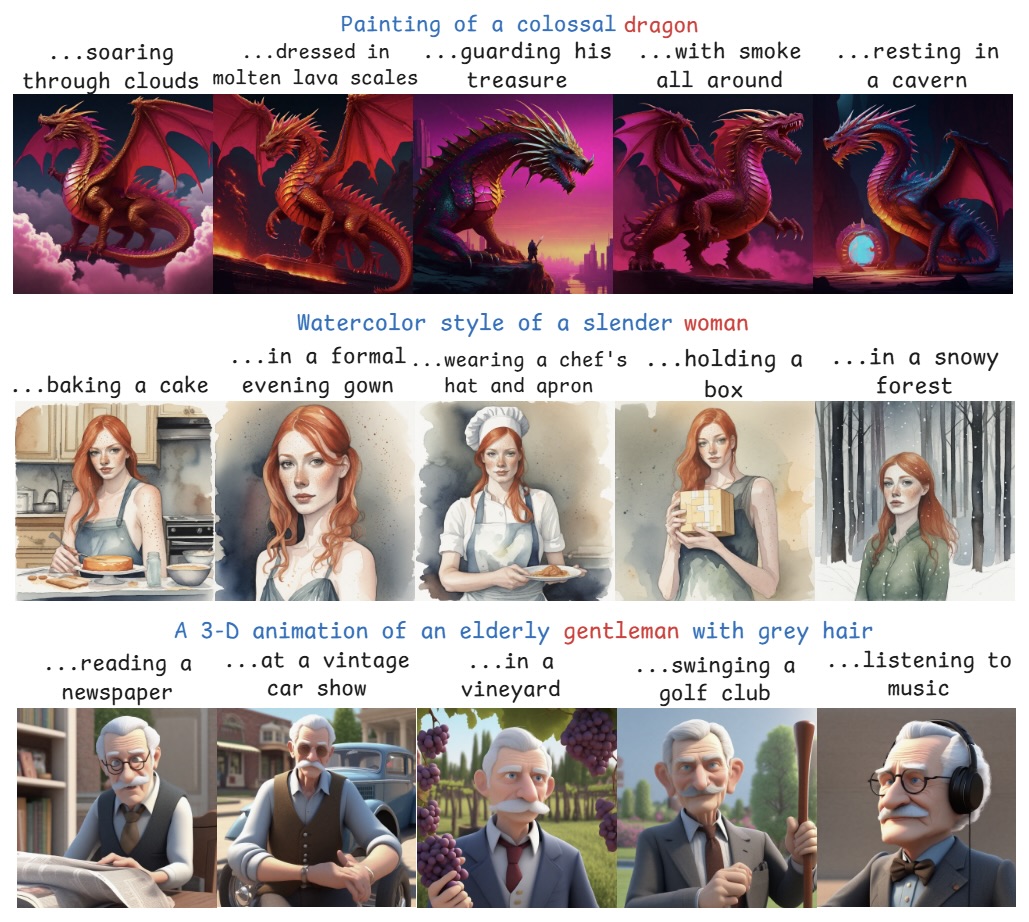 Painting of a colossal dragon
...soaring
through clouds
...dressed in
molten lava scales
...guarding his
treasure
...with smoke
all around
...resting in
a cavern
Watercolor style of a slender woman
...baking a cake
...in a formal
evening gown
...wearing a chef's
hat and apron
...holding a
box
...in a snowy
forest
A 3-D animation of an elderly gentleman with grey hair
...reading a
newspaper
...at a vintage
car show
...in a
vineyard
...swinging a
golf club
...listening to
music